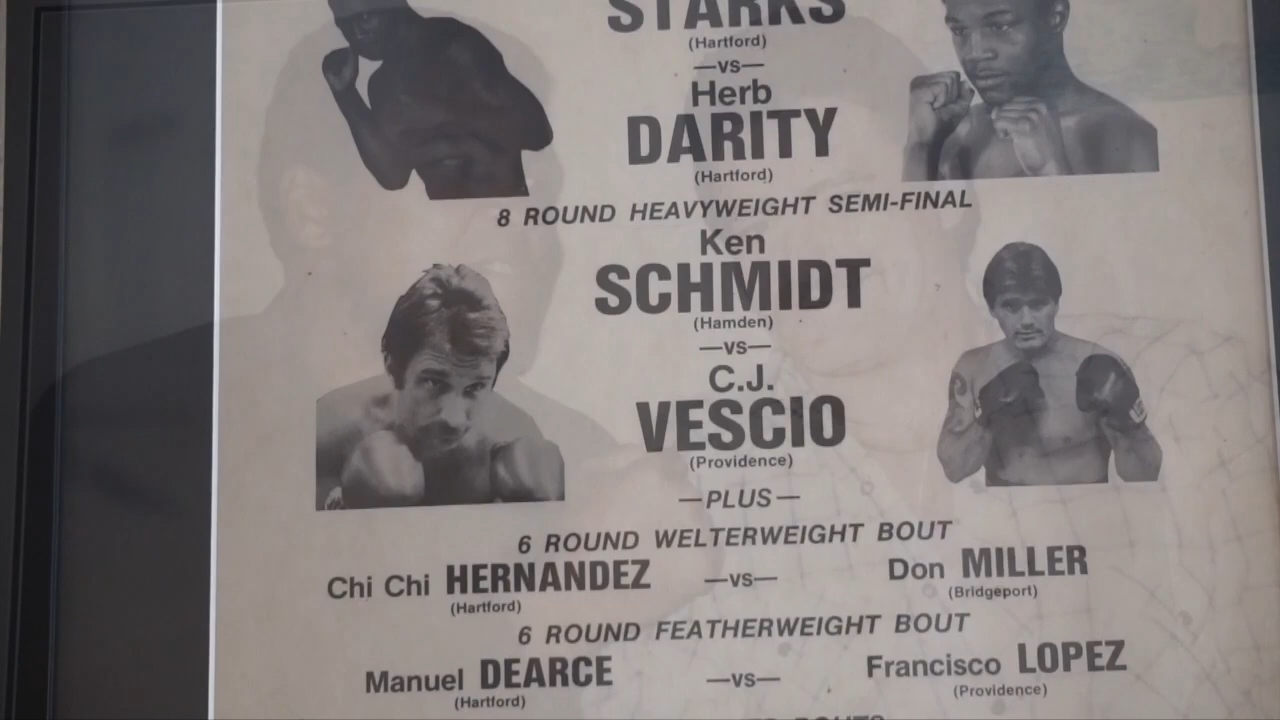 STARKS
(Hartford)
—vs—
Herb
DARITY
(Hartford)
8 ROUND HEAVYWEIGHT SEMI-FINAL
Ken
SCHMIDT
(Hamden)
—vs—
C.J.
VESCIO
(Providence)
—PLUS—
6 ROUND WELTERWEIGHT BOUT
Chi Chi HERNANDEZ —vs— Don MILLER
(Hartford) (Bridgeport)
6 ROUND FEATHERWEIGHT BOUT
Manuel DEARCE —vs— Francisco LOPEZ
(Hartford) (Providence)
BOUTS